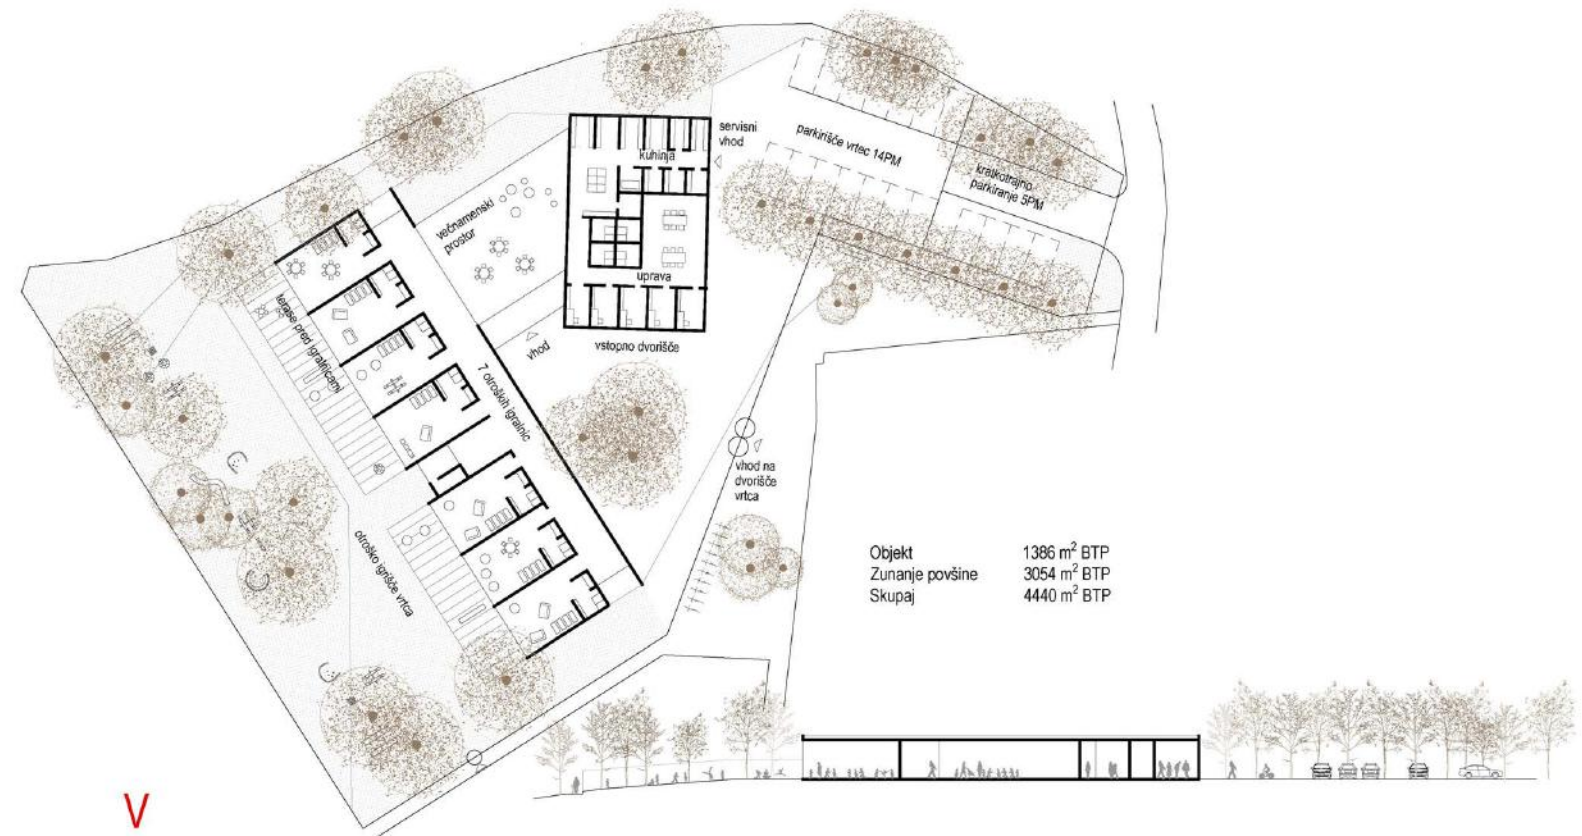 servisni
vhod
kuhinja
parkirišče vrtec 14PM
kratkotrajno
parkiranje 5PM
večnamenski
prostor
uprava
terase pred igralnicami
vhod
vstopno dvorišče
7 otroških igralnic
vhod na
dvorišče
vrtca
otroško igrišče vrtca
Objekt 1386 m² BTP
Zunanje povšine 3054 m² BTP
Skupaj 4440 m² BTP
V